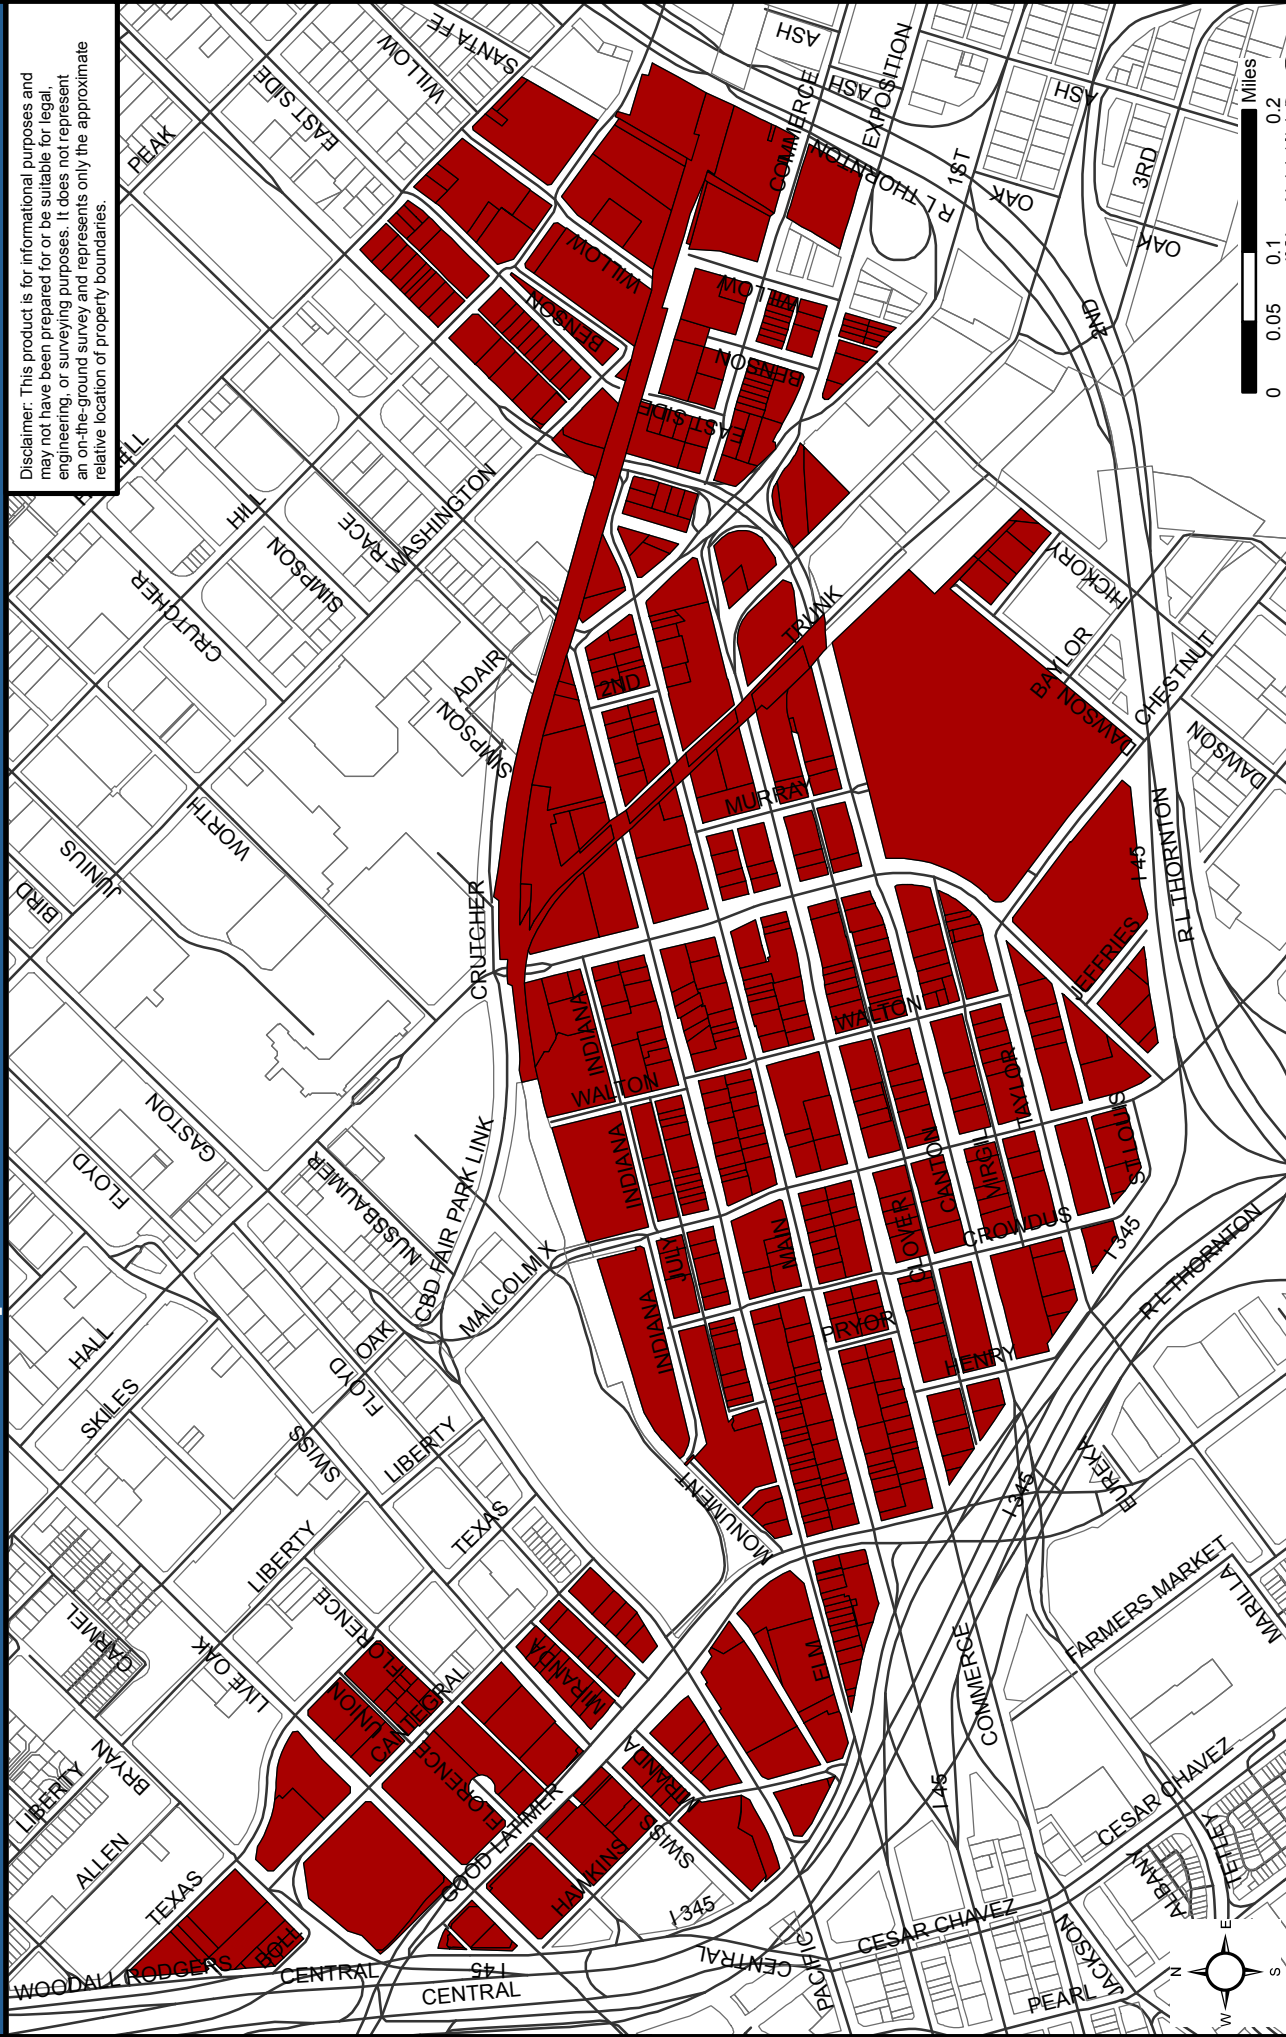 Disclaimer: This product is for informational purposes and
may not have been prepared for or be suitable for legal,
engineering, or surveying purposes. It does not represent
an on-the-ground survey and represents only the approximate
relative location of property boundaries.
SANTA FE
WILLOW
EAST SIDE
PEAK
ASH
ASH
ASH
EXPOSITION
COMMERCE
R L THORNTON
1ST
OAK
3RD
OAK
2ND
Miles
0
0.05
0.1
0.2
WILLOW
BENSON
WILLOW
BENSON
EAST SIDE
HILL
SIMPSON
RACE
WASHINGTON
CRUTCHER
ADAIR
SIMPSON
2ND
TRUNK
HICKORY
BAYLOR
DAWSON
CHESTNUT
DAWSON
WORTH
JUNIUS
BIRD
MURRAY
I 45
R L THORNTON
CRUTCHER
JEFFRIES
INDIANA
WALTON
WALTON
TAYLOR
ST LOUIS
GASTON
FLOYD
NUSSBAUMER
CBD FAIR PARK LINK
MALCOLM X
INDIANA
CANTON
VIRGIL
CLOVER
CROWDUS
MAIN
JULY
I 345
R L THORNTON
HALL
SKILES
FLOYD
OAK
SWISS
LIBERTY
INDIANA
PRYOR
HENRY
LIBERTY
TEXAS
MONUMENT
I 345
EUREKA
CARMEL
LIVE OAK
FLORENCE
FLORENCE
UNION
CANTEGRAL
MIRANDA
ELM
COMMERCE
FARMERS MARKET
MARILLA
LIBERTY
BRYAN
ALLEN
FLORENCE
GOOD LATIMER
MIRANDA
SWISS
HAWKINS
I 45
CESAR CHAVEZ
TEXAS
BOLL
I 345
ALBANY
TETLEY
WOODALL RODGERS
CENTRAL
I 45
CENTRAL
CENTRAL
PACIFIC
CESAR CHAVEZ
JACKSON
PEARL
N
E
S
W